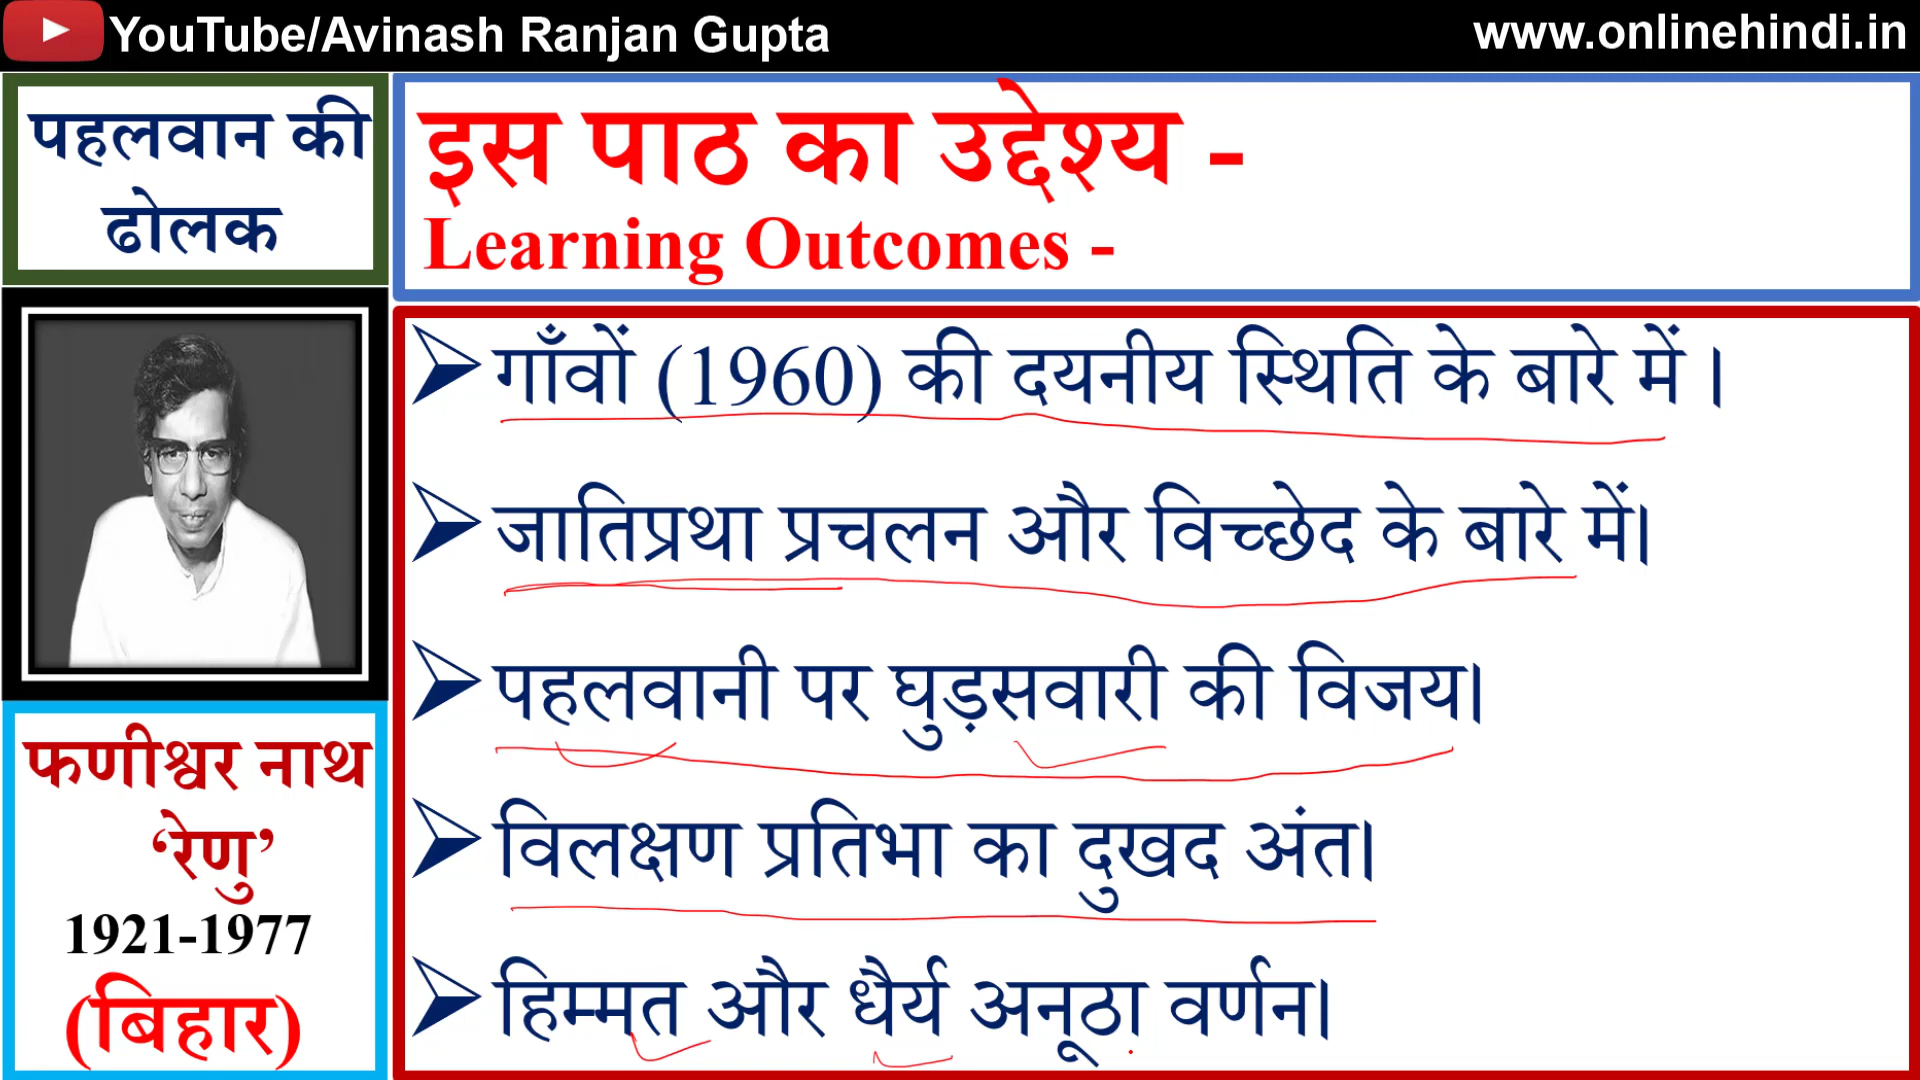 YouTube/Avinash Ranjan Gupta
www.onlinehindi.in
पहलवान की
ढोलक
इस पाठ का उद्देश्य -
Learning Outcomes -
गाँवों (1960) की दयनीय स्थिति के बारे में ।
जातिप्रथा प्रचलन और विच्छेद के बारे में।
पहलवानी पर घुड़सवारी की विजय।
विलक्षण प्रतिभा का दुखद अंत।
हिम्मत और धैर्य अनूठा वर्णन।
फणीश्वर नाथ
‘रेणु’
1921-1977
(बिहार)